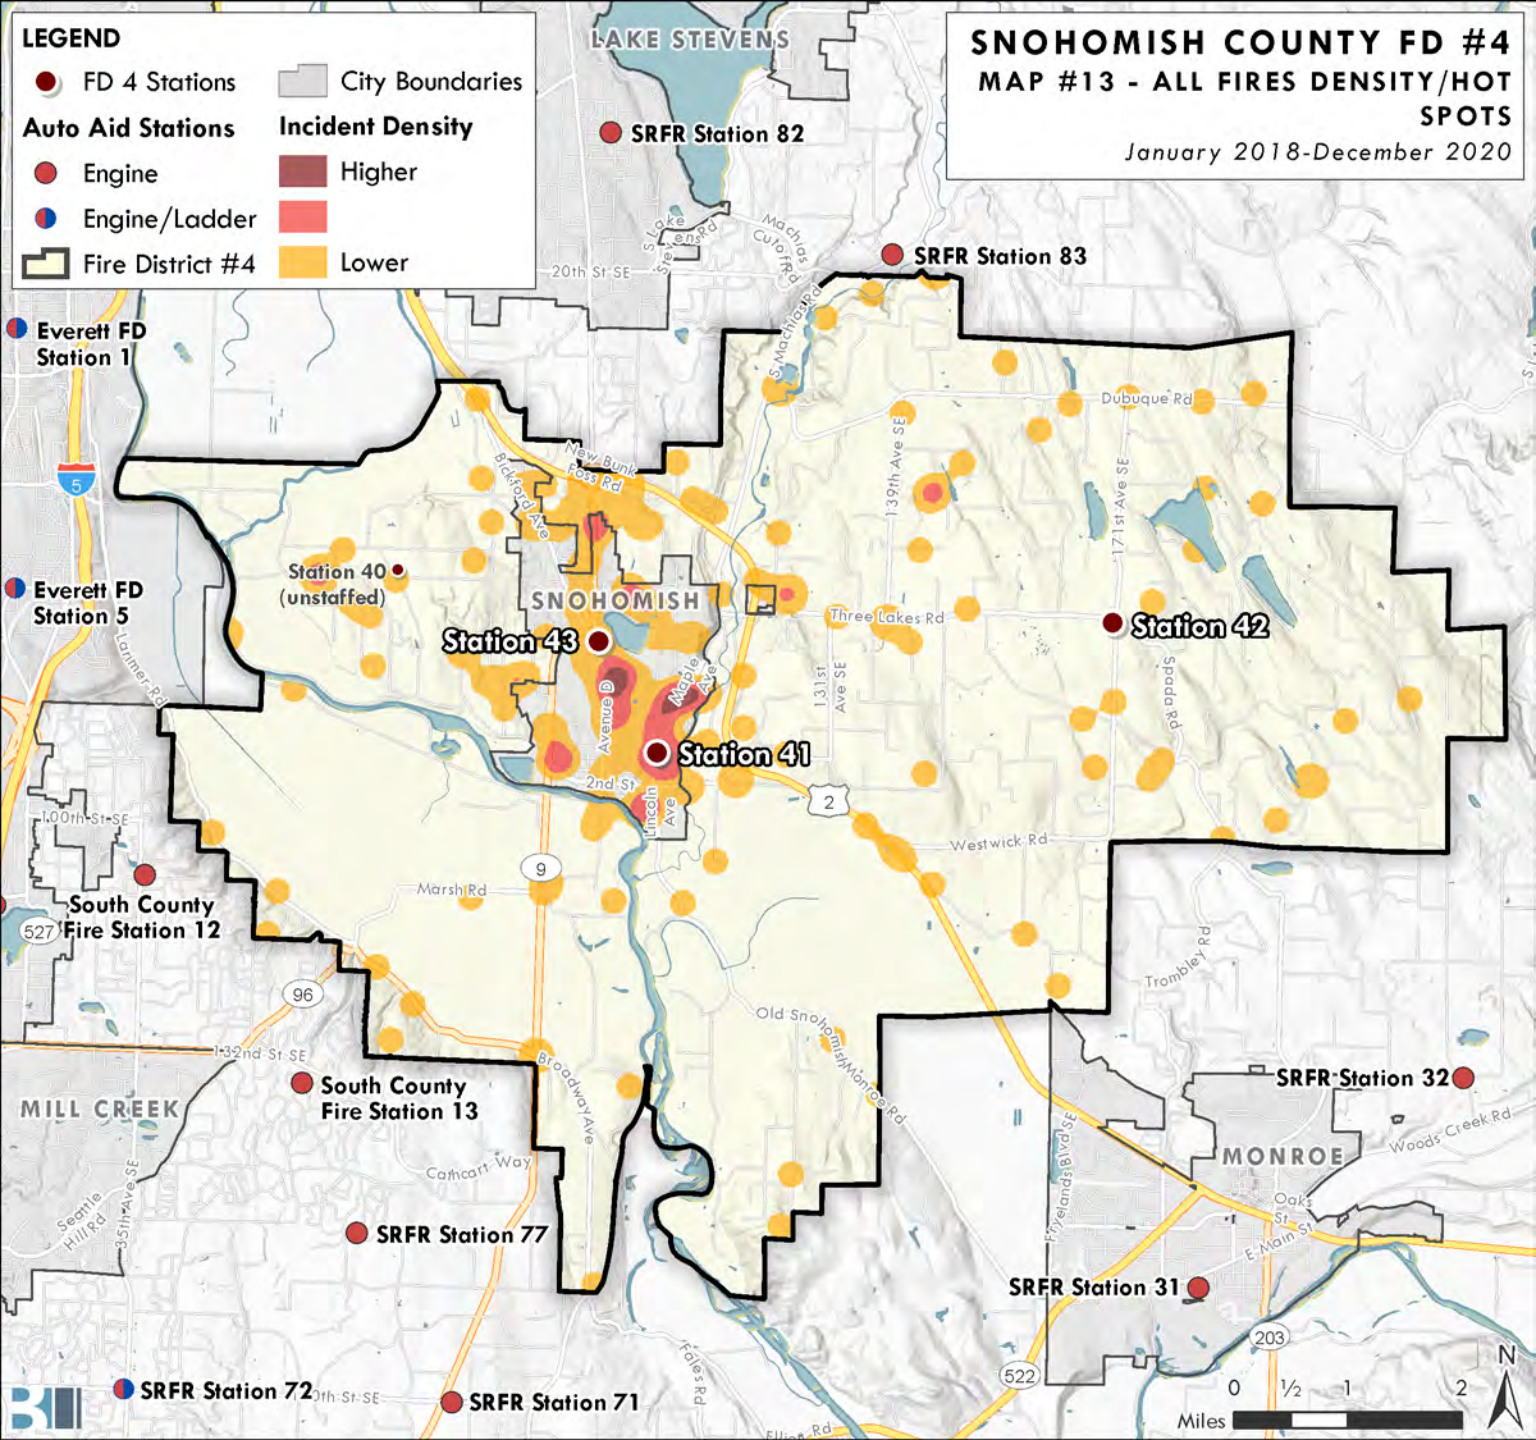 LEGEND
FD 4 Stations
Auto Aid Stations
Engine
Engine/Ladder
Fire District #4
City Boundaries
Incident Density
Higher
Lower
SNOHOMISH COUNTY FD #4
MAP #13 - ALL FIRES DENSITY/HOT
SPOTS
January 2018-December 2020
LAKE STEVENS
SRFR Station 82
S Lake
Stevens Rd
Machias
Cutoff Rd
20th St SE
SRFR Station 83
S Machias Rd
Everett FD
Station 1
5
Dubuque Rd
New Bunk
Foss Rd
Bickford Ave
139th Ave SE
171st Ave SE
Everett FD
Station 5
Station 40
(unstaffed)
SNOHOMISH
Three Lakes Rd
Station 42
Station 43
Larimer Rd
Maple
Ave
Avenue D
131st
Ave SE
Spada Rd
Station 41
2nd St
Lincoln
Ave
2
100th St SE
Westwick Rd
9
Marsh Rd
South County
Fire Station 12
527
96
Trombley Rd
Old Snohomish
Monroe Rd
132nd St SE
Broadway Ave
South County
Fire Station 13
MILL CREEK
SRFR Station 32
Woods Creek Rd
MONROE
Fryelands Blvd SE
Cathcart Way
Seattle
Hill Rd
35th Ave SE
Oaks
St
E Main St
SRFR Station 77
SRFR Station 31
203
522
Fales Rd
SRFR Station 72
0th St SE
SRFR Station 71
Elliott Rd
N
0 ½ 1 2
Miles